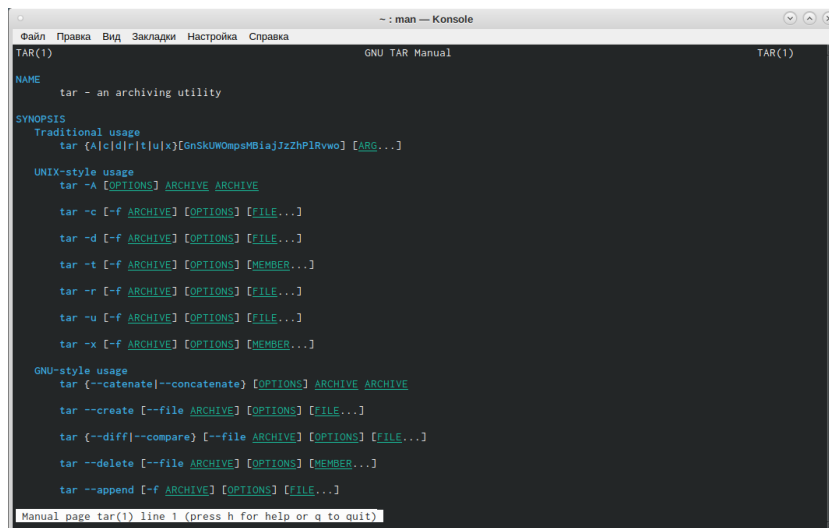 ~ : man — Konsole
Файл Правка Вид Закладки Настройка Справка
TAR(1) GNU TAR Manual TAR(1)
NAME
tar - an archiving utility
SYNOPSIS
Traditional usage
tar {A|c|d|r|t|u|x}[GnSkUWOmpsMBiajJzZhPlRvwo] [ARG...]
UNIX-style usage
tar -A [OPTIONS] ARCHIVE ARCHIVE
tar -c [-f ARCHIVE] [OPTIONS] [FILE...]
tar -d [-f ARCHIVE] [OPTIONS] [FILE...]
tar -t [-f ARCHIVE] [OPTIONS] [MEMBER...]
tar -r [-f ARCHIVE] [OPTIONS] [FILE...]
tar -u [-f ARCHIVE] [OPTIONS] [FILE...]
tar -x [-f ARCHIVE] [OPTIONS] [MEMBER...]
GNU-style usage
tar {--catenate|--concatenate} [OPTIONS] ARCHIVE ARCHIVE
tar --create [--file ARCHIVE] [OPTIONS] [FILE...]
tar {--diff|--compare} [--file ARCHIVE] [OPTIONS] [FILE...]
tar --delete [--file ARCHIVE] [OPTIONS] [MEMBER...]
tar --append [-f ARCHIVE] [OPTIONS] [FILE...]
Manual page tar(1) line 1 (press h for help or q to quit)